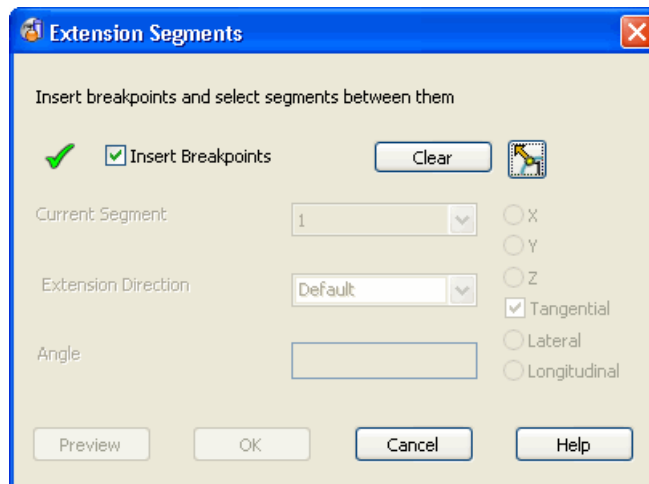 Extension Segments
Insert breakpoints and select segments between them
Insert Breakpoints
Clear
Current Segment
1
X
Y
Z
Extension Direction
Default
Tangential
Angle
Lateral
Longitudinal
Preview
OK
Cancel
Help